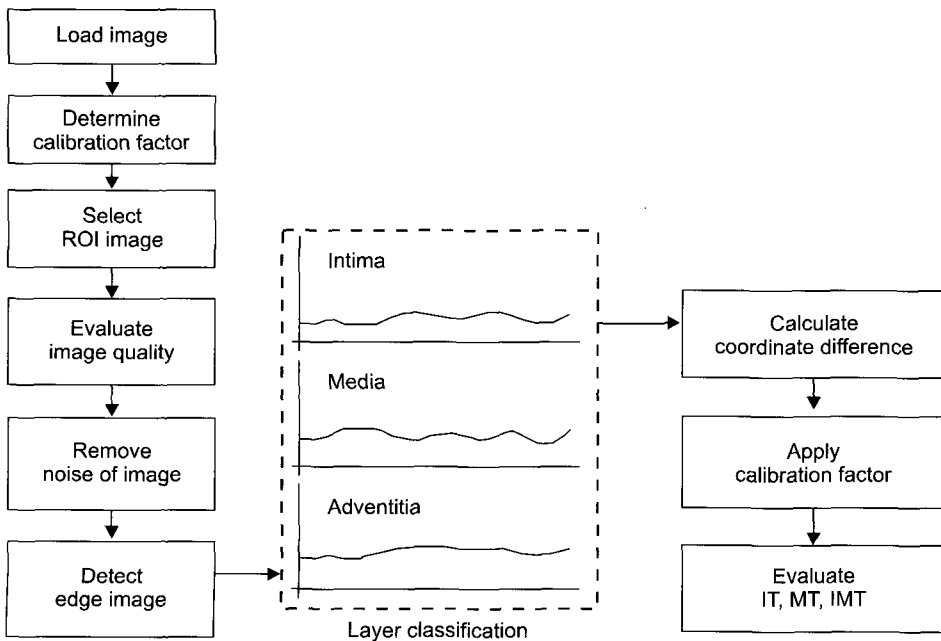 Load image
Determine
calibration factor
Select
ROI image
Evaluate
image quality
Remove
noise of image
Detect
edge image
Intima
Media
Adventitia
Layer classification
Calculate
coordinate difference
Apply
calibration factor
Evaluate
IT, MT, IMT